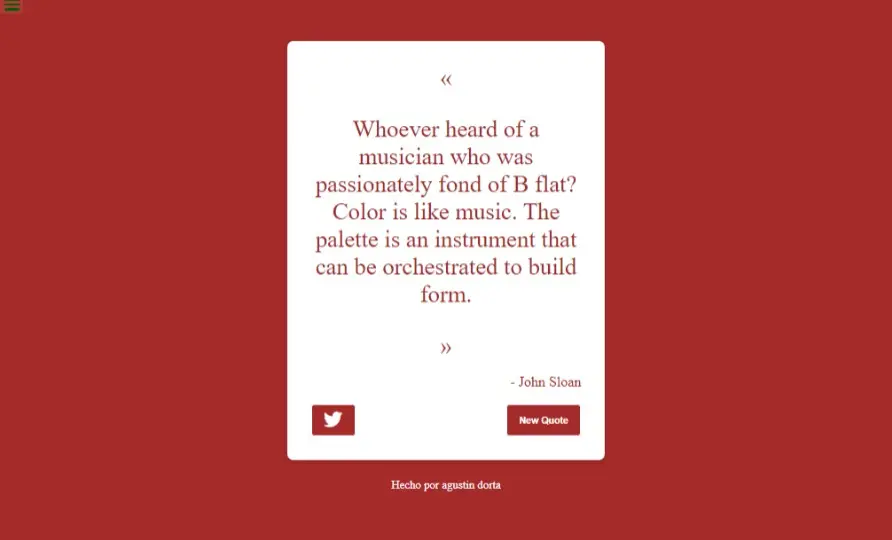 «
Whoever heard of a
musician who was
passionately fond of B flat?
Color is like music. The
palette is an instrument that
can be orchestrated to build
form.
»
- John Sloan
New Quote
Hecho por agustin dorta